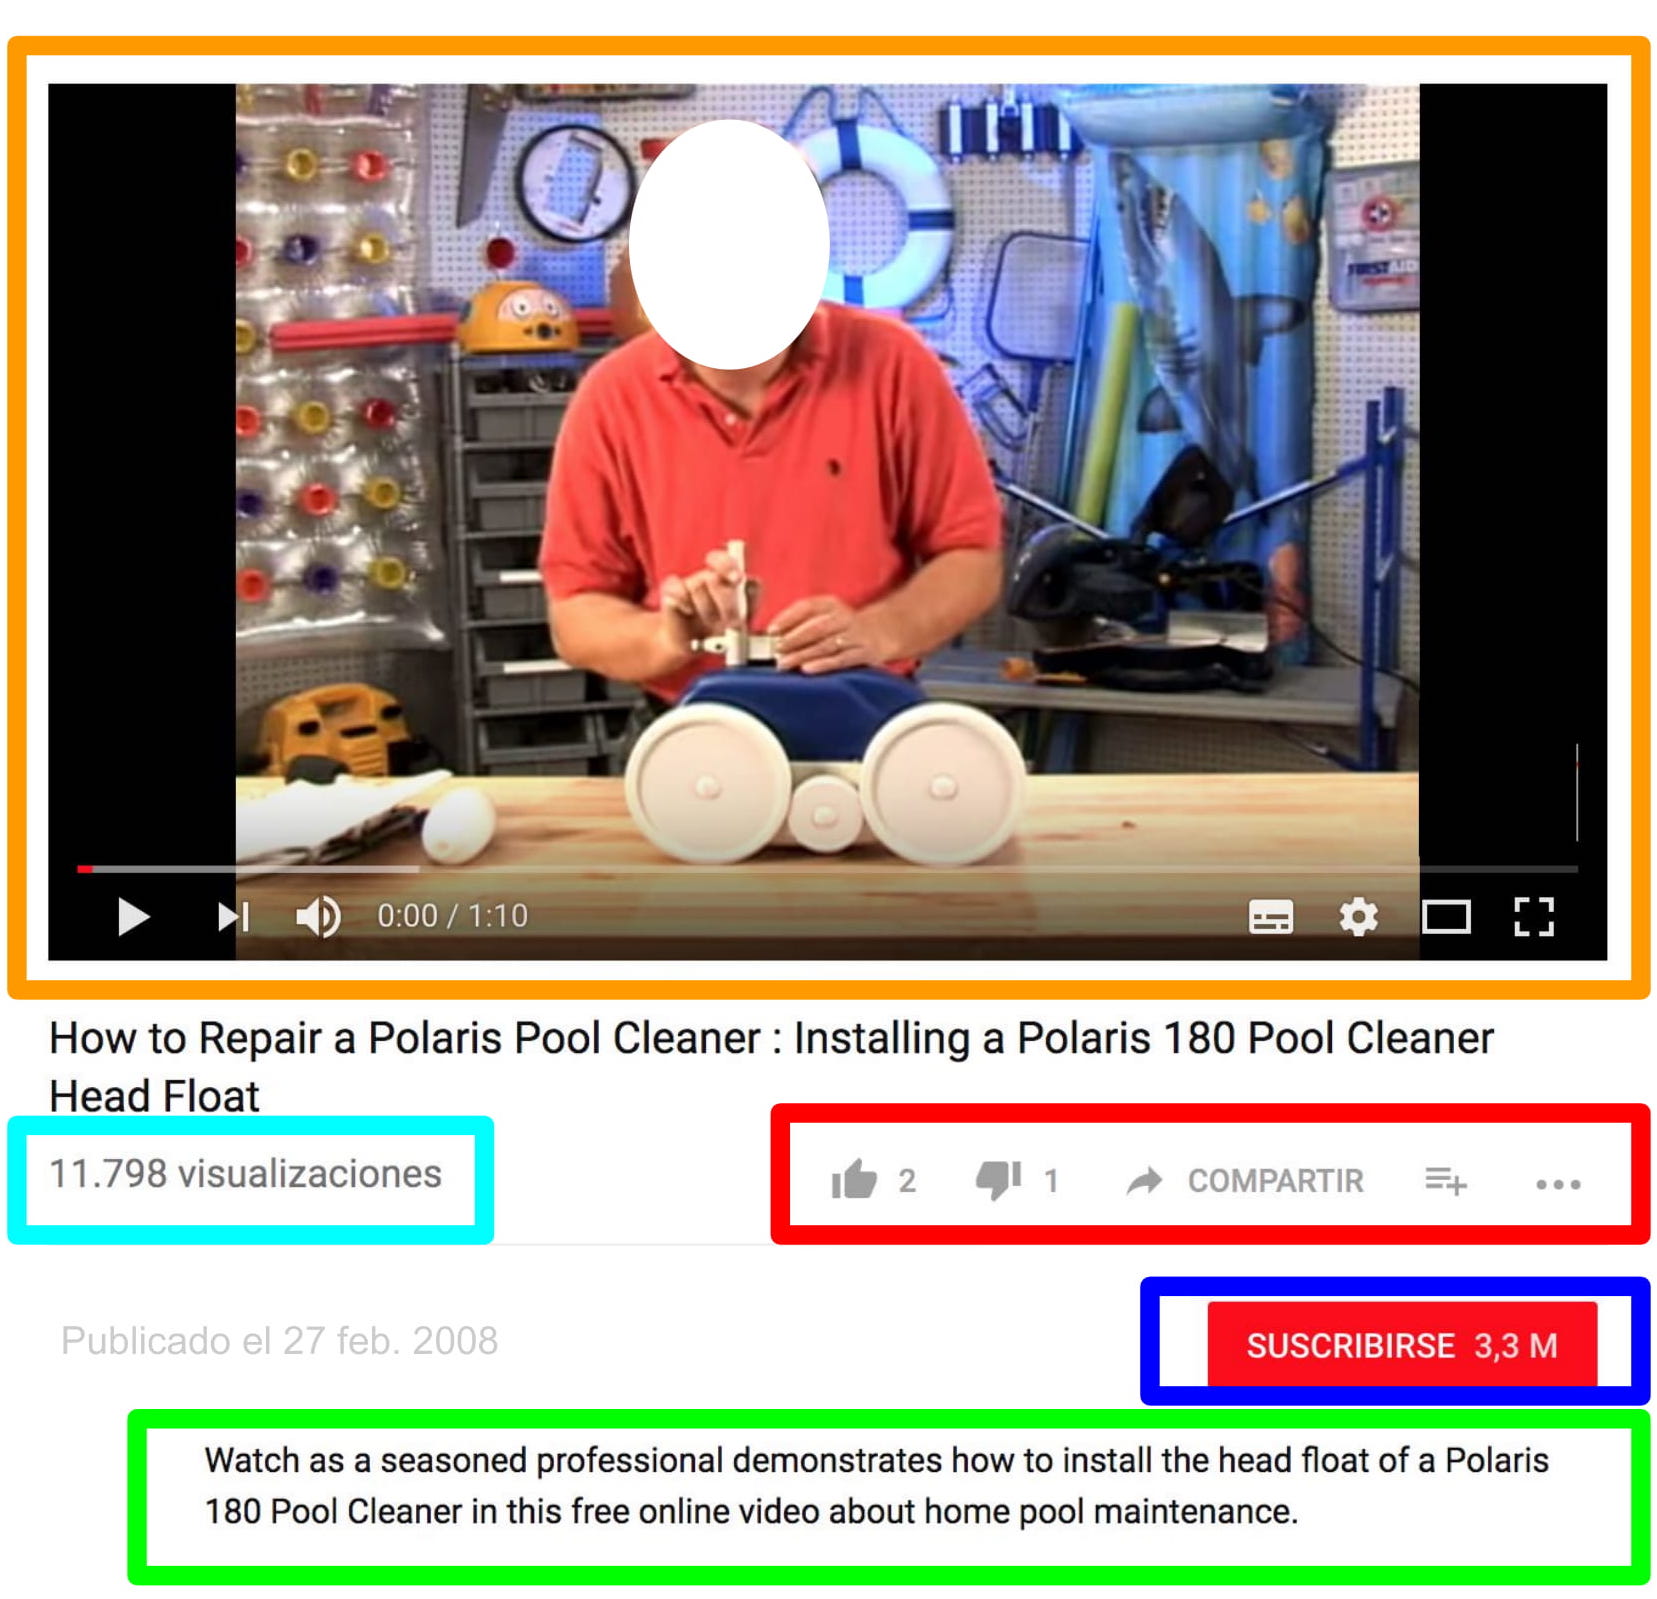 FIRST AID
0:00 / 1:10
How to Repair a Polaris Pool Cleaner : Installing a Polaris 180 Pool Cleaner
Head Float
11.798 visualizaciones
2 1 COMPARTIR
Publicado el 27 feb. 2008
SUSCRIBIRSE 3,3 M
Watch as a seasoned professional demonstrates how to install the head float of a Polaris
180 Pool Cleaner in this free online video about home pool maintenance.